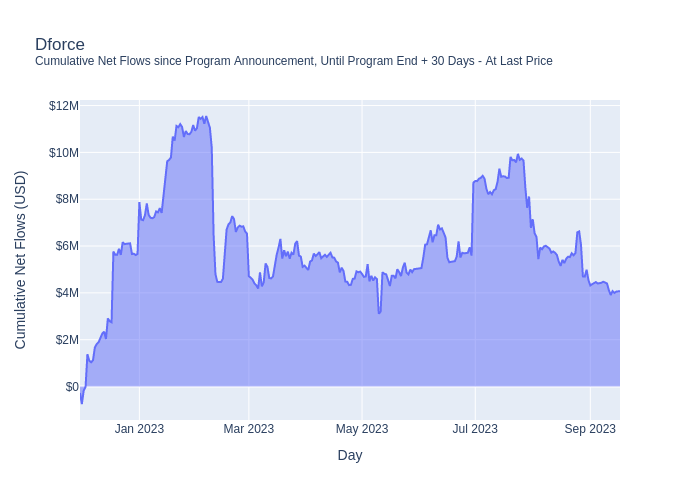 Dforce
Cumulative Net Flows since Program Announcement, Until Program End + 30 Days - At Last Price
$12M
$10M
$8M
$6M
$4M
$2M
$0
Cumulative Net Flows (USD)
Jan 2023
Mar 2023
May 2023
Jul 2023
Sep 2023
Day